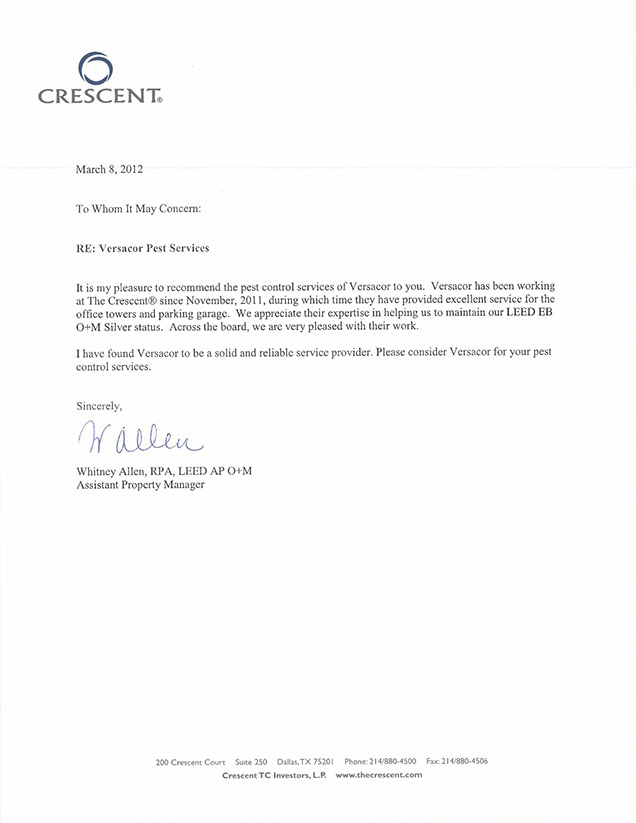 CRESCENT®
March 8, 2012
To Whom It May Concern:
RE: Versacor Pest Services
It is my pleasure to recommend the pest control services of Versacor to you. Versacor has been working
at The Crescent® since November, 2011, during which time they have provided excellent service for the
office towers and parking garage. We appreciate their expertise in helping us to maintain our LEED EB
O+M Silver status. Across the board, we are very pleased with their work.
I have found Versacor to be a solid and reliable service provider. Please consider Versacor for your pest
control services.
Sincerely,
W Allen
Whitney Allen, RPA, LEED AP O+M
Assistant Property Manager
200 Crescent Court Suite 250 Dallas, TX 75201 Phone: 214/880-4500 Fax: 214/880-4506
Crescent TC Investors, L.P. www.thecrescent.com